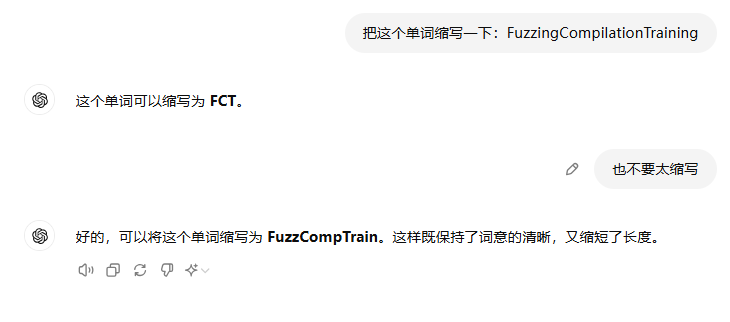 把这个单词缩写一下：FuzzingCompilationTraining
这个单词可以缩写为 FCT。
也不要太缩写
好的，可以将这个单词缩写为 FuzzCompTrain。这样既保持了词意的清晰，又缩短了长度。